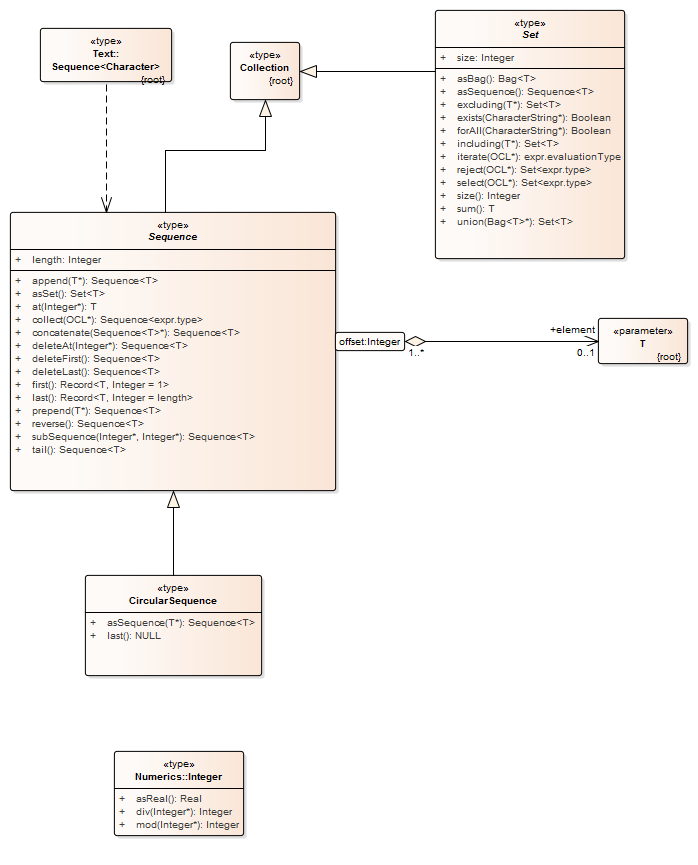 «type»
Text::
Sequence<Character>
{root}
«type»
Collection
{root}
«type»
Set
+ size: Integer
+ asBag(): Bag<T>
+ asSequence(): Sequence<T>
+ excluding(T*): Set<T>
+ exists(CharacterString*): Boolean
+ forAll(CharacterString*): Boolean
+ including(T*): Set<T>
+ iterate(OCL*): expr.evaluationType
+ reject(OCL*): Set<expr.type>
+ select(OCL*): Set<expr.type>
+ size(): Integer
+ sum(): T
+ union(Bag<T>*): Set<T>
«type»
Sequence
+ length: Integer
+ append(T*): Sequence<T>
+ asSet(): Set<T>
+ at(Integer*): T
+ collect(OCL*): Sequence<expr.type>
+ concatenate(Sequence<T>*): Sequence<T>
+ deleteAt(Integer*): Sequence<T>
+ deleteFirst(): Sequence<T>
+ deleteLast(): Sequence<T>
+ first(): Record<T, Integer = 1>
+ last(): Record<T, Integer = length>
+ prepend(T*): Sequence<T>
+ reverse(): Sequence<T>
+ subSequence(Integer*, Integer*): Sequence<T>
+ tail(): Sequence<T>
offset:Integer
1..*
+element
0..1
«parameter»
T
{root}
«type»
CircularSequence
+ asSequence(T*): Sequence<T>
+ last(): NULL
«type»
Numerics::Integer
+ asReal(): Real
+ div(Integer*): Integer
+ mod(Integer*): Integer